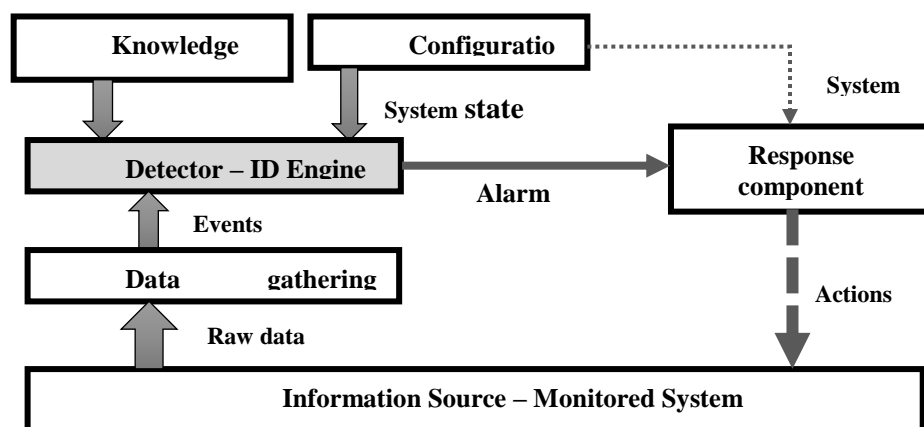 Knowledge
Configuratio
System state
System
Detector – ID Engine
Response
component
Alarm
Events
Data gathering
Actions
Raw data
Information Source – Monitored System